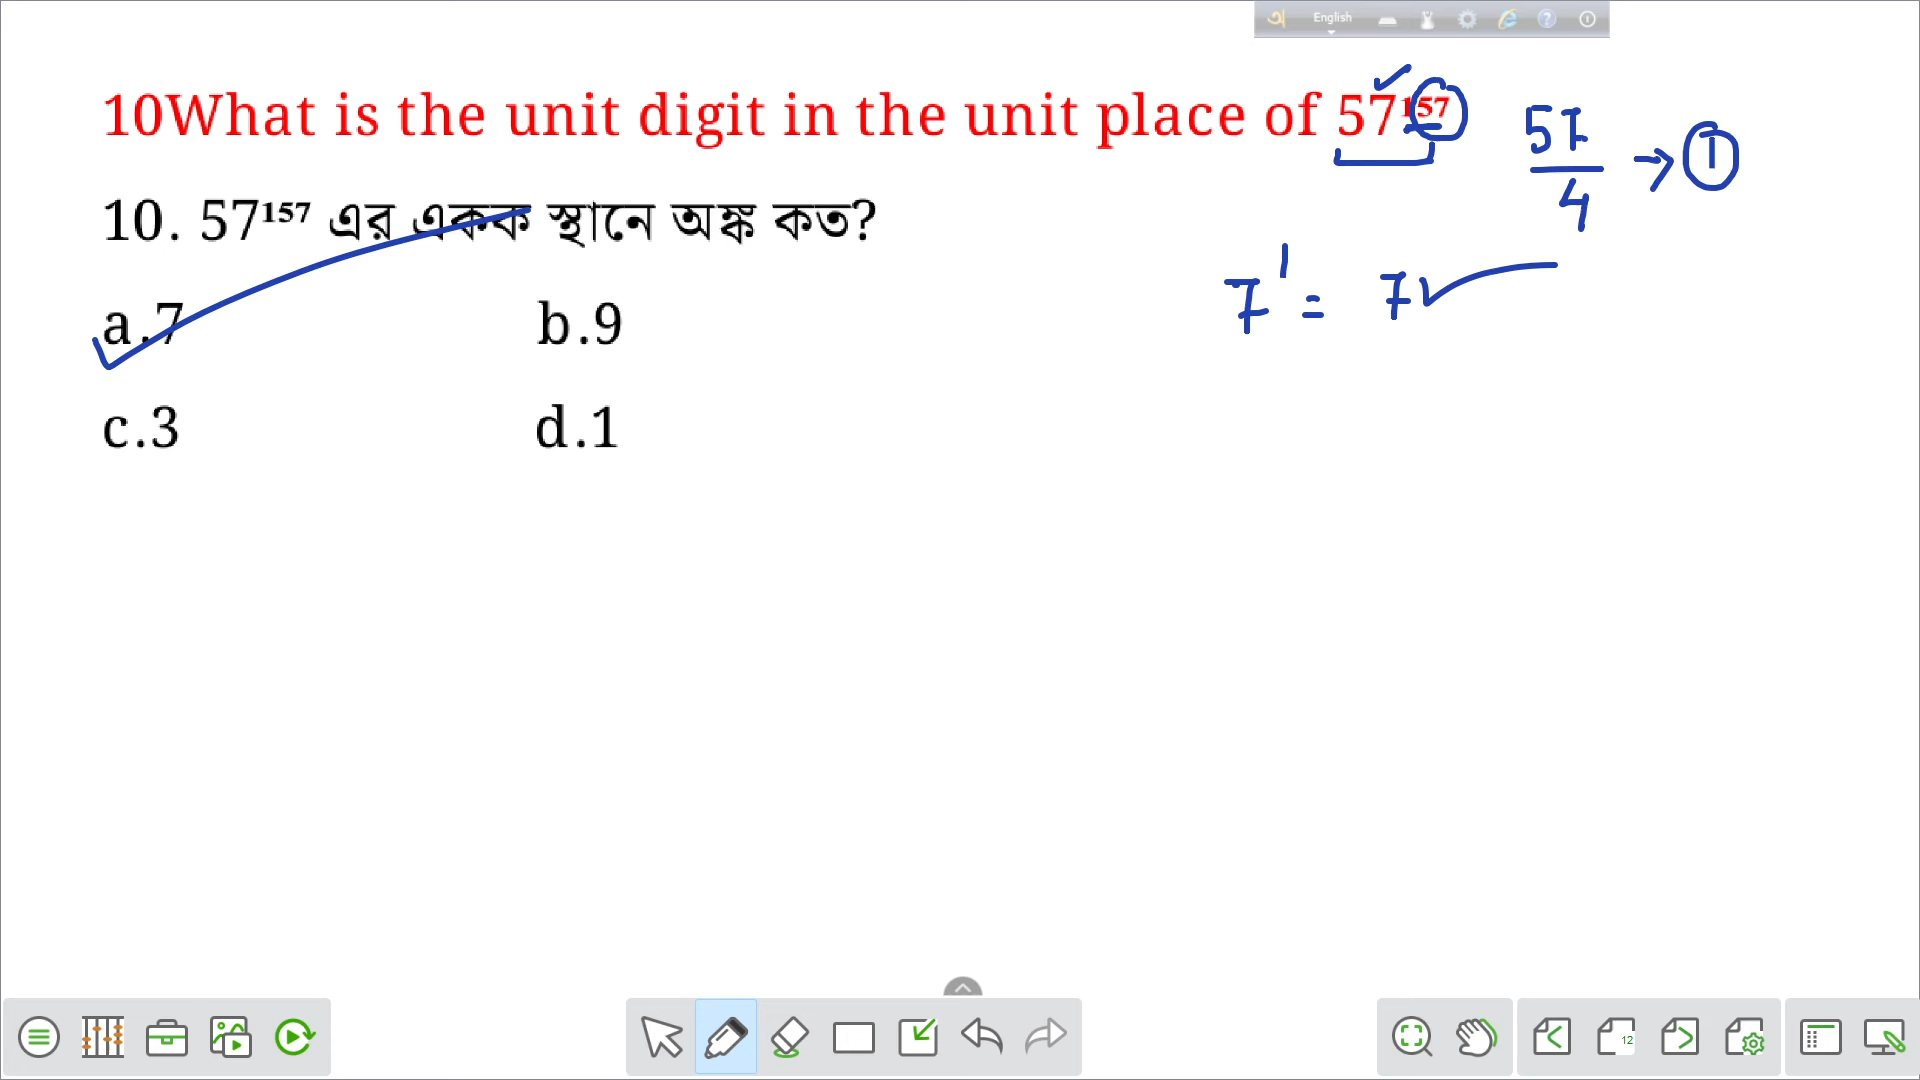 English
10What is the unit digit in the unit place of 57¹⁵⁷
57/4 → 1
10. 57¹⁵⁷ এর একক স্থানে অঙ্ক কত?
7¹ = 7
a.7 b.9
c.3 d.1
12